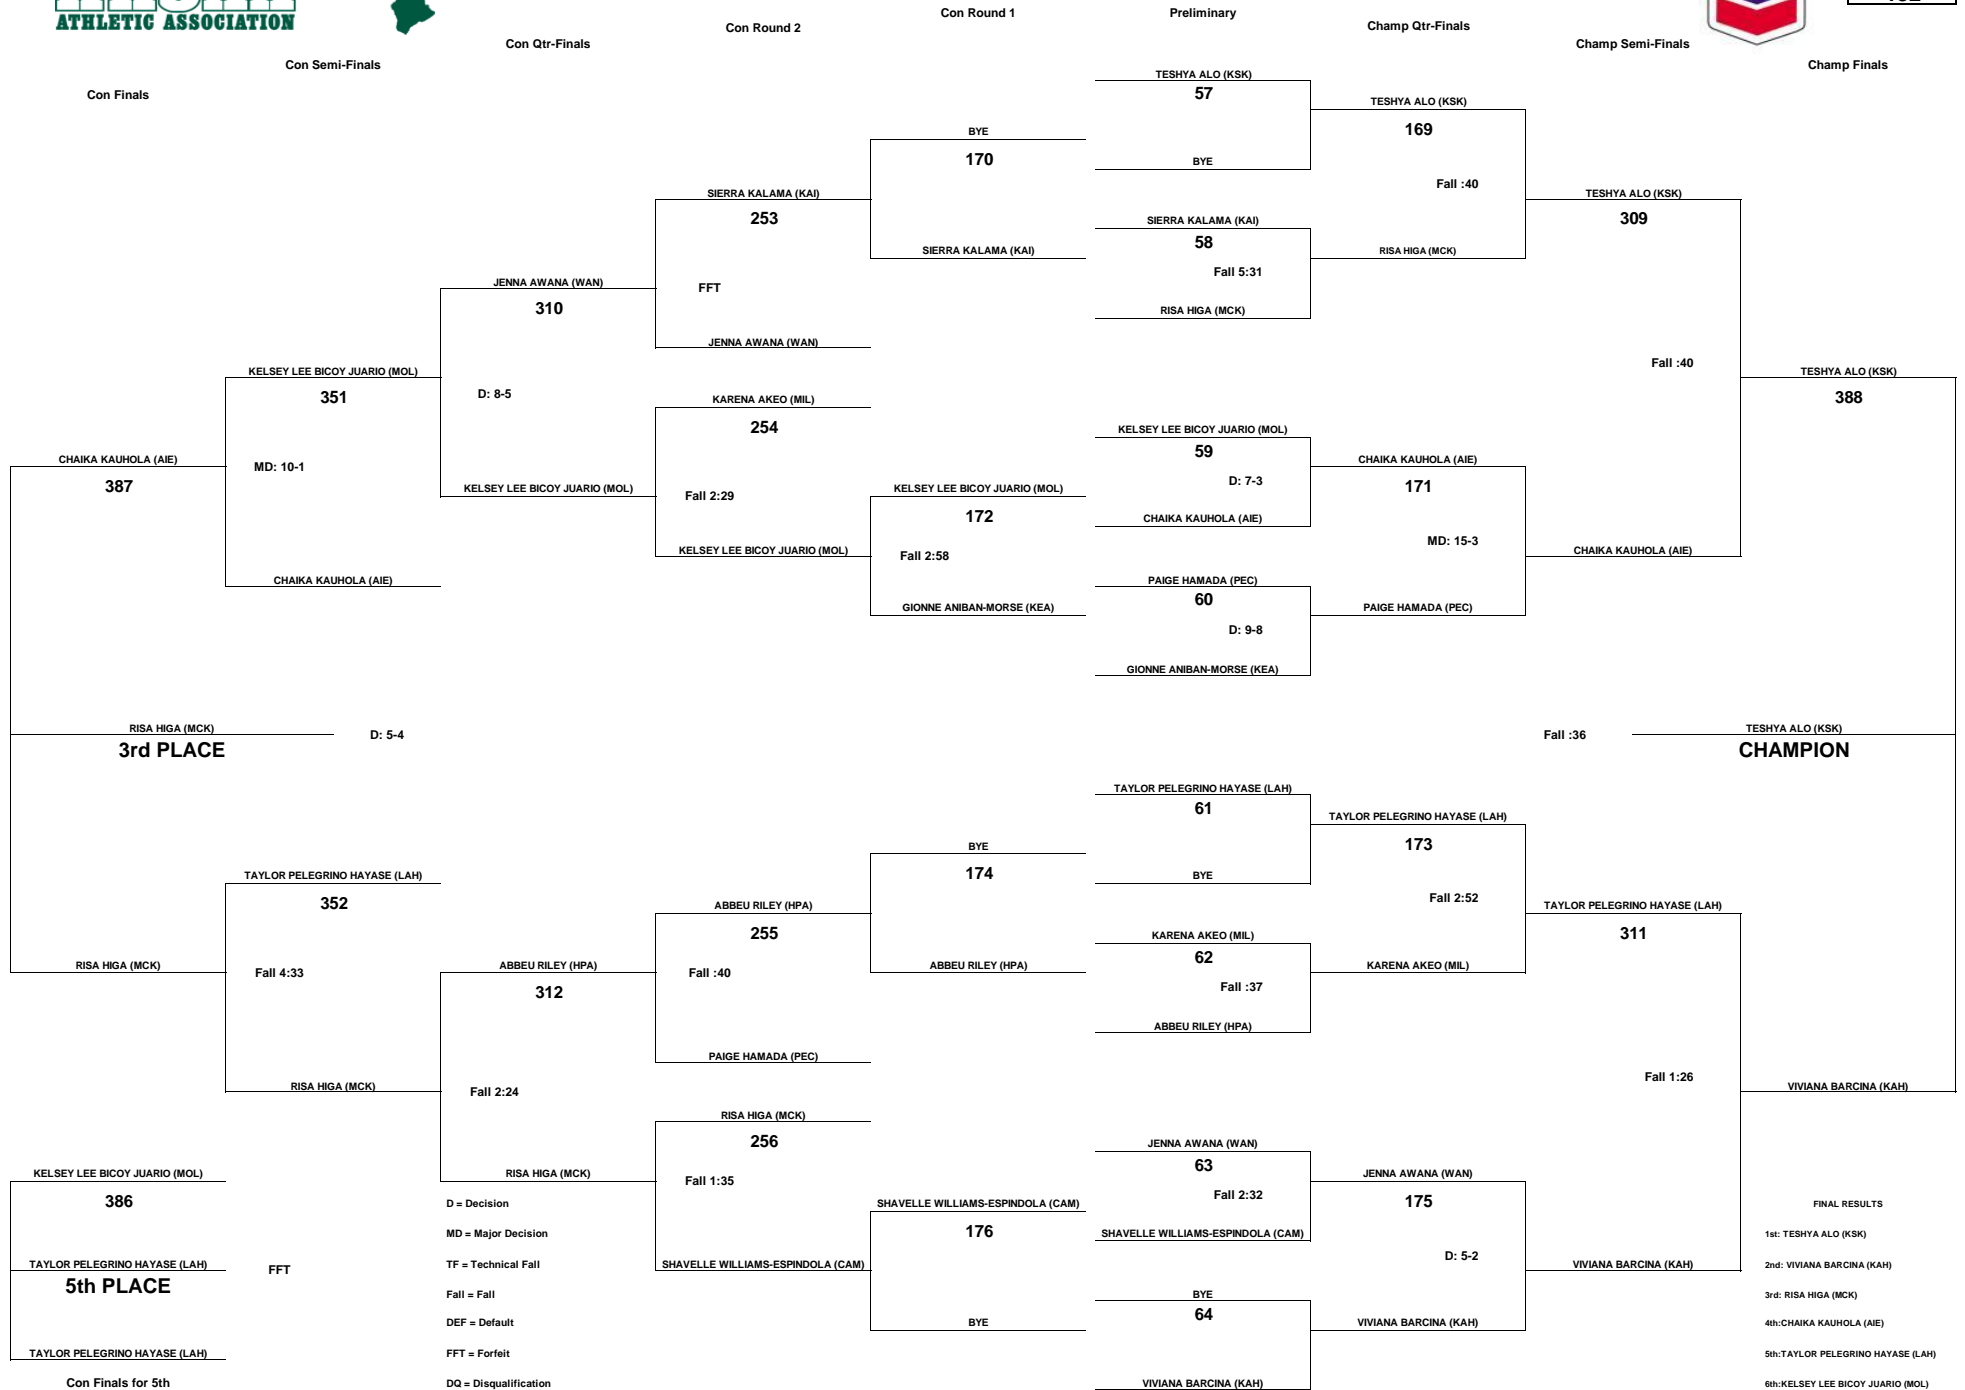 ATHLETIC ASSOCIATION
Con Finals
Con Semi-Finals
Con Qtr-Finals
Con Round 2
Con Round 1
Preliminary
Champ Qtr-Finals
Champ Semi-Finals
Champ Finals
CHAIKA KAUHOLA (AIE)
387
RISA HIGA (MCK)
D: 5-4
3rd PLACE
RISA HIGA (MCK)
KELSEY LEE BICOY JUARIO (MOL)
386
TAYLOR PELEGRINO HAYASE (LAH)
FFT
5th PLACE
TAYLOR PELEGRINO HAYASE (LAH)
Con Finals for 5th
KELSEY LEE BICOY JUARIO (MOL)
351
MD: 10-1
CHAIKA KAUHOLA (AIE)
TAYLOR PELEGRINO HAYASE (LAH)
352
Fall 4:33
RISA HIGA (MCK)
JENNA AWANA (WAN)
310
D: 8-5
KELSEY LEE BICOY JUARIO (MOL)
ABBEU RILEY (HPA)
312
Fall 2:24
RISA HIGA (MCK)
D = Decision
MD = Major Decision
TF = Technical Fall
Fall = Fall
DEF = Default
FFT = Forfeit
DQ = Disqualification
SIERRA KALAMA (KAI)
253
FFT
JENNA AWANA (WAN)
KARENA AKEO (MIL)
254
Fall 2:29
KELSEY LEE BICOY JUARIO (MOL)
ABBEU RILEY (HPA)
255
Fall :40
PAIGE HAMADA (PEC)
RISA HIGA (MCK)
256
Fall 1:35
SHAVELLE WILLIAMS-ESPINDOLA (CAM)
BYE
170
SIERRA KALAMA (KAI)
KELSEY LEE BICOY JUARIO (MOL)
172
Fall 2:58
GIONNE ANIBAN-MORSE (KEA)
BYE
174
ABBEU RILEY (HPA)
SHAVELLE WILLIAMS-ESPINDOLA (CAM)
176
BYE
TESHYA ALO (KSK)
57
BYE
SIERRA KALAMA (KAI)
58
Fall 5:31
RISA HIGA (MCK)
KELSEY LEE BICOY JUARIO (MOL)
59
D: 7-3
CHAIKA KAUHOLA (AIE)
PAIGE HAMADA (PEC)
60
D: 9-8
GIONNE ANIBAN-MORSE (KEA)
TAYLOR PELEGRINO HAYASE (LAH)
61
BYE
KARENA AKEO (MIL)
62
Fall :37
ABBEU RILEY (HPA)
JENNA AWANA (WAN)
63
Fall 2:32
SHAVELLE WILLIAMS-ESPINDOLA (CAM)
BYE
64
VIVIANA BARCINA (KAH)
TESHYA ALO (KSK)
169
Fall :40
RISA HIGA (MCK)
CHAIKA KAUHOLA (AIE)
171
MD: 15-3
PAIGE HAMADA (PEC)
TAYLOR PELEGRINO HAYASE (LAH)
173
Fall 2:52
KARENA AKEO (MIL)
JENNA AWANA (WAN)
175
D: 5-2
VIVIANA BARCINA (KAH)
TESHYA ALO (KSK)
309
Fall :40
CHAIKA KAUHOLA (AIE)
TAYLOR PELEGRINO HAYASE (LAH)
311
Fall 1:26
VIVIANA BARCINA (KAH)
TESHYA ALO (KSK)
388
Fall :36
TESHYA ALO (KSK)
CHAMPION
VIVIANA BARCINA (KAH)
FINAL RESULTS
1st: TESHYA ALO (KSK)
2nd: VIVIANA BARCINA (KAH)
3rd: RISA HIGA (MCK)
4th:CHAIKA KAUHOLA (AIE)
5th:TAYLOR PELEGRINO HAYASE (LAH)
6th:KELSEY LEE BICOY JUARIO (MOL)